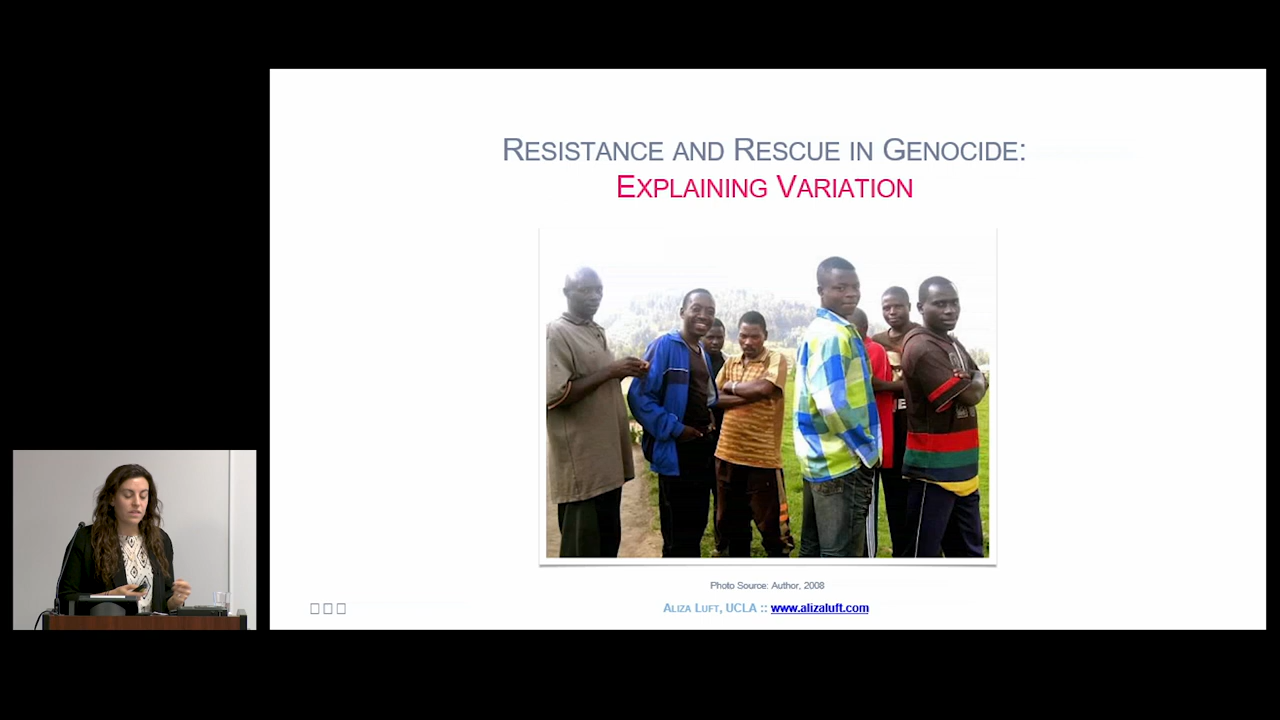 RESISTANCE AND RESCUE IN GENOCIDE:
EXPLAINING VARIATION
Photo Source: Author, 2008
ALIZA LUFT, UCLA :: www.alizaluft.com